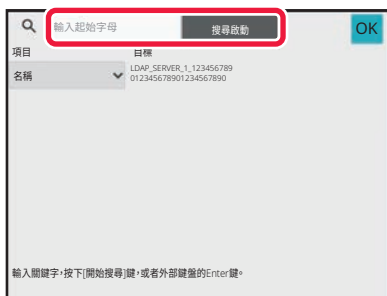 輸入起始字母 搜尋啟動 OK
項目 目標
名稱 LDAP_SERVER_1_123456789
012345678901234567890
輸入關鍵字,按下[開始搜尋]鍵,或者外部鍵盤的Enter鍵。